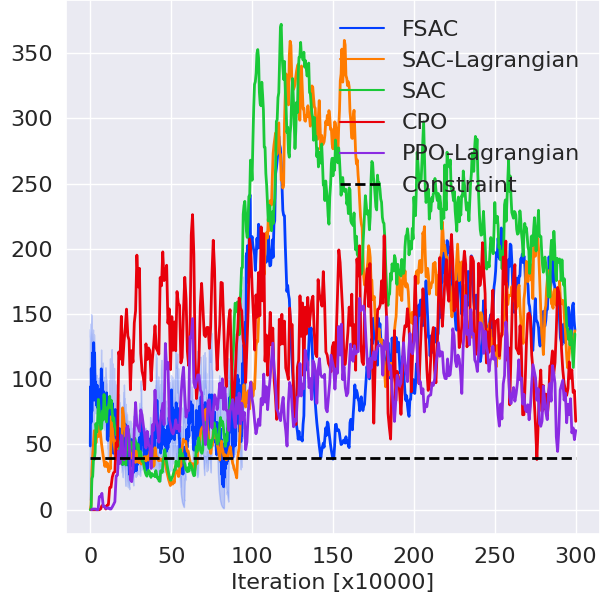 FSAC
SAC-Lagrangian
SAC
CPO
PPO-Lagrangian
Constraint
350
300
250
200
150
100
50
0
0 50 100 150 200 250 300
Iteration [x10000]